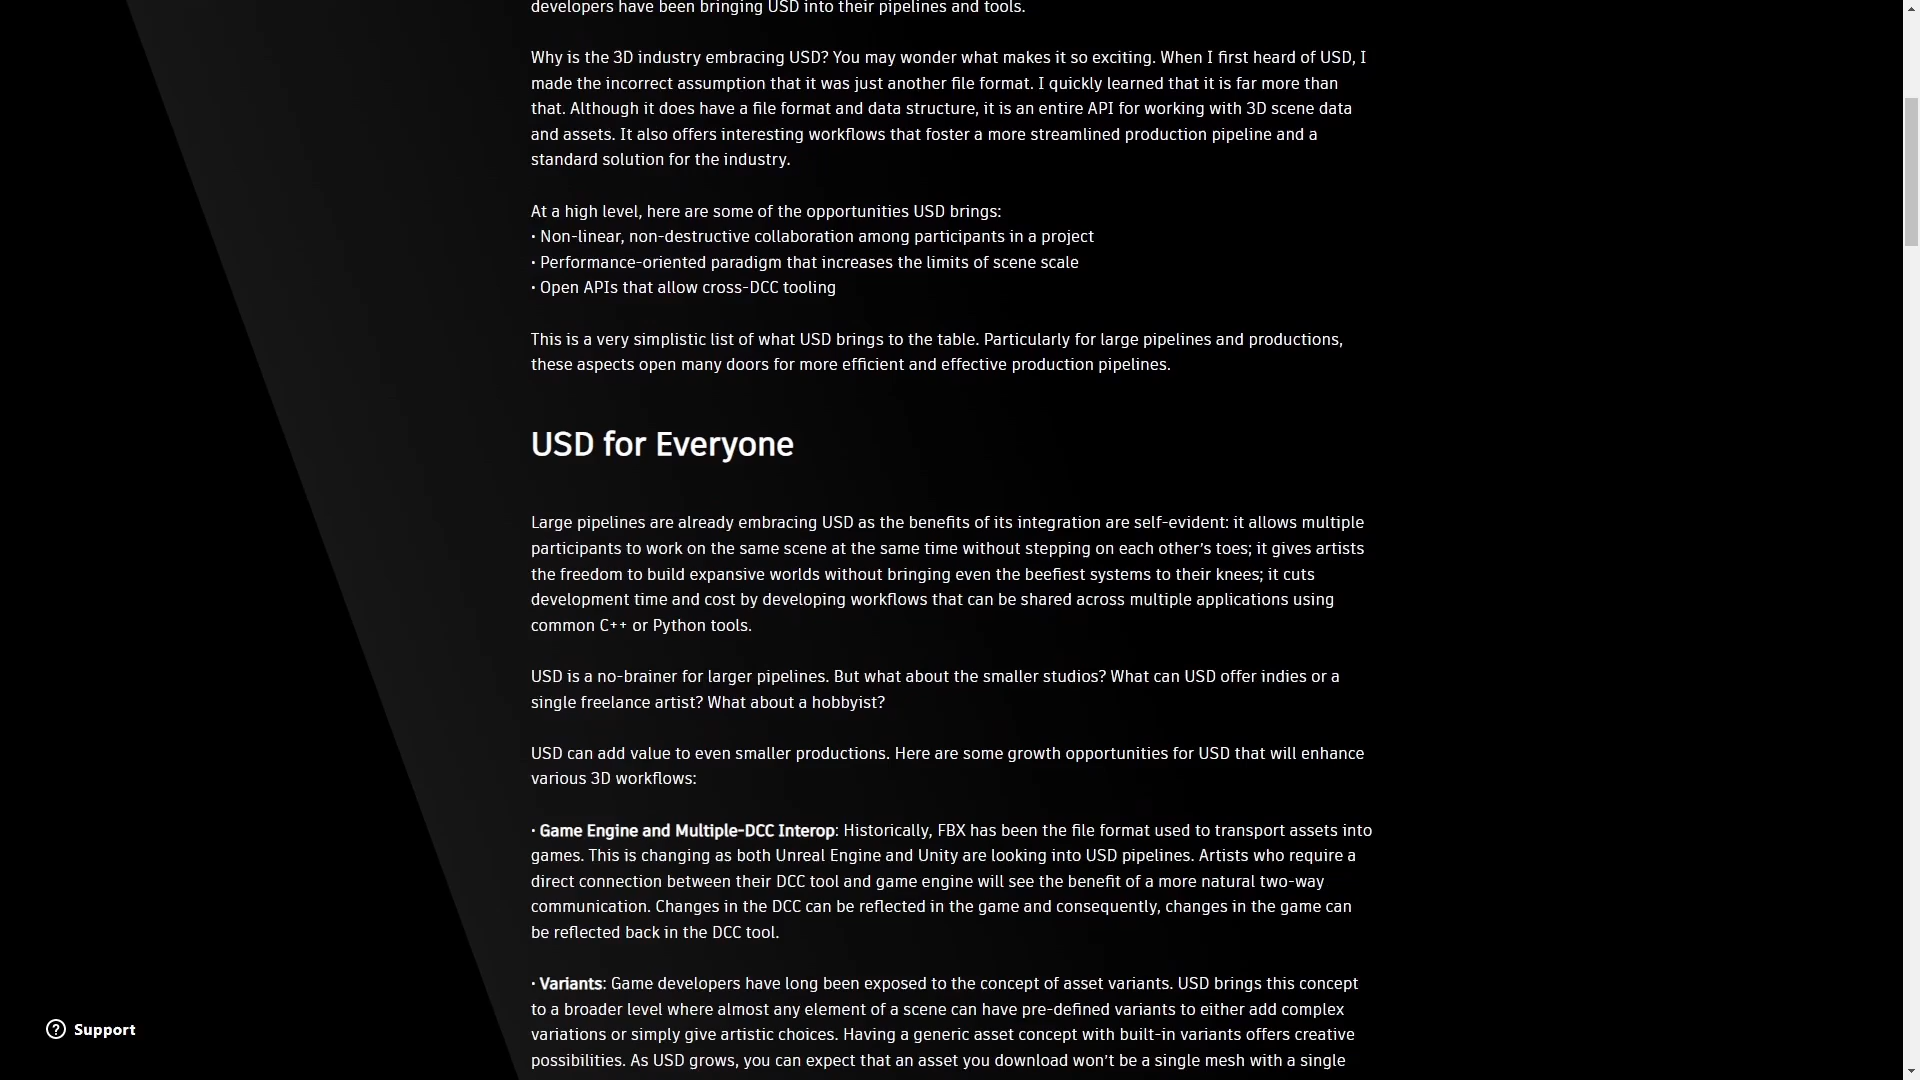 developers have been bringing USD into their pipelines and tools.
Why is the 3D industry embracing USD? You may wonder what makes it so exciting. When I first heard of USD, I
made the incorrect assumption that it was just another file format. I quickly learned that it is far more than
that. Although it does have a file format and data structure, it is an entire API for working with 3D scene data
and assets. It also offers interesting workflows that foster a more streamlined production pipeline and a
standard solution for the industry.
At a high level, here are some of the opportunities USD brings:
• Non-linear, non-destructive collaboration among participants in a project
• Performance-oriented paradigm that increases the limits of scene scale
• Open APIs that allow cross-DCC tooling
This is a very simplistic list of what USD brings to the table. Particularly for large pipelines and productions,
these aspects open many doors for more efficient and effective production pipelines.
USD for Everyone
Large pipelines are already embracing USD as the benefits of its integration are self-evident: it allows multiple
participants to work on the same scene at the same time without stepping on each other's toes; it gives artists
the freedom to build expansive worlds without bringing even the beefiest systems to their knees; it cuts
development time and cost by developing workflows that can be shared across multiple applications using
common C++ or Python tools.
USD is a no-brainer for larger pipelines. But what about the smaller studios? What can USD offer indies or a
single freelance artist? What about a hobbyist?
USD can add value to even smaller productions. Here are some growth opportunities for USD that will enhance
various 3D workflows:
• Game Engine and Multiple-DCC Interop: Historically, FBX has been the file format used to transport assets into
games. This is changing as both Unreal Engine and Unity are looking into USD pipelines. Artists who require a
direct connection between their DCC tool and game engine will see the benefit of a more natural two-way
communication. Changes in the DCC can be reflected in the game and consequently, changes in the game can
be reflected back in the DCC tool.
• Variants: Game developers have long been exposed to the concept of asset variants. USD brings this concept
to a broader level where almost any element of a scene can have pre-defined variants to either add complex
variations or simply give artistic choices. Having a generic asset concept with built-in variants offers creative
possibilities. As USD grows, you can expect that an asset you download won't be a single mesh with a single
Support